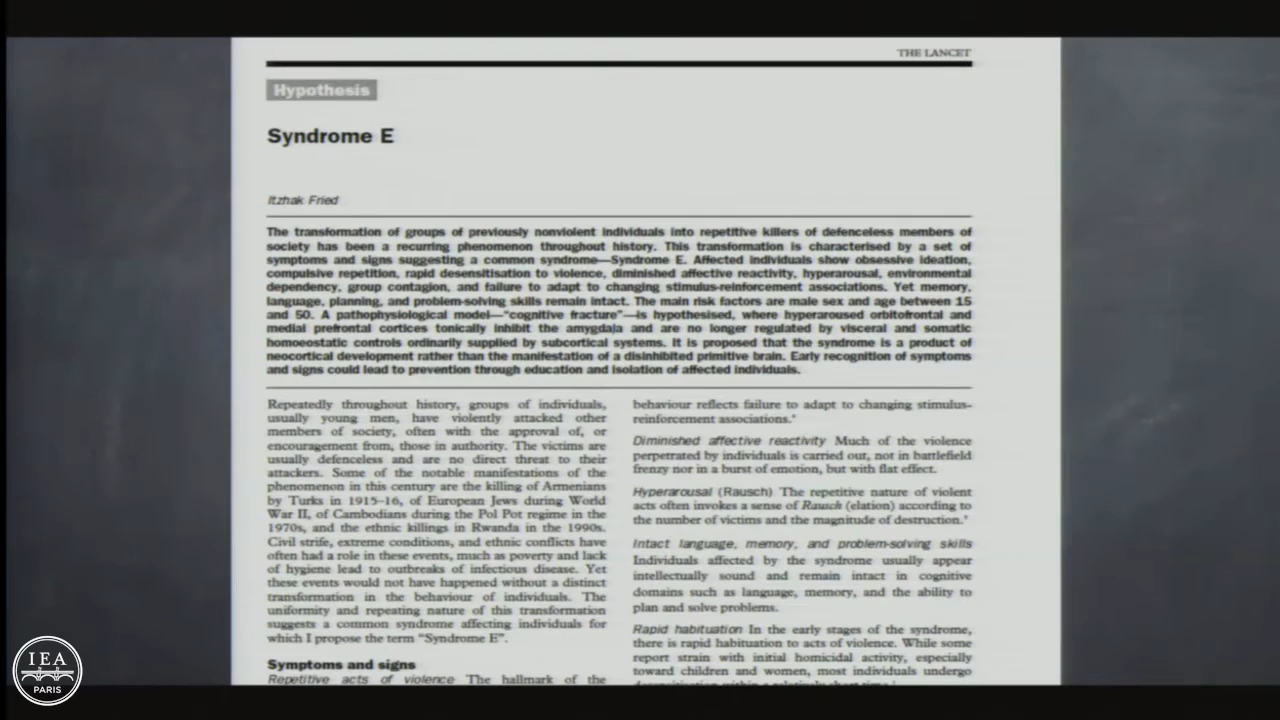 THE LANCET
Hypothesis
Syndrome E
Itzhak Fried
The transformation of groups of previously nonviolent individuals into repetitive killers of defenceless members of
society has been a recurring phenomenon throughout history. This transformation is characterised by a set of
symptoms and signs suggesting a common syndrome—Syndrome E. Affected individuals show obsessive ideation,
compulsive repetition, rapid desensitisation to violence, diminished affective reactivity, hyperarousal, environmental
dependency, group contagion, and failure to adapt to changing stimulus-reinforcement associations. Yet memory,
language, planning, and problem-solving skills remain intact. The main risk factors are male sex and age between 15
and 50. A pathophysiological model—"cognitive fracture"—is hypothesised, where hyperaroused orbitofrontal and
medial prefrontal cortices tonically inhibit the amygdala and are no longer regulated by visceral and somatic
homoeostatic controls ordinarily supplied by subcortical systems. It is proposed that the syndrome is a product of
neocortical development rather than the manifestation of a disinhibited primitive brain. Early recognition of symptoms
and signs could lead to prevention through education and isolation of affected individuals.
Repeatedly throughout history, groups of individuals,
usually young men, have violently attacked other
members of society, often with the approval of, or
encouragement from, those in authority. The victims are
usually defenceless and are no direct threat to their
attackers. Some of the notable manifestations of the
phenomenon in this century are the killing of Armenians
by Turks in 1915–16, of European Jews during World
War II, of Cambodians during the Pol Pot regime in the
1970s, and the ethnic killings in Rwanda in the 1990s.
Civil strife, extreme conditions, and ethnic conflicts have
often had a role in these events, much as poverty and lack
of hygiene lead to outbreaks of infectious disease. Yet
these events would not have happened without a distinct
transformation in the behaviour of individuals. The
uniformity and repeating nature of this transformation
suggests a common syndrome affecting individuals for
which I propose the term "Syndrome E".
Symptoms and signs
Repetitive acts of violence The hallmark of the
behaviour reflects failure to adapt to changing stimulus-
reinforcement associations.
Diminished affective reactivity Much of the violence
perpetrated by individuals is carried out, not in battlefield
frenzy nor in a burst of emotion, but with flat effect.
Hyperarousal (Rausch) The repetitive nature of violent
acts often invokes a sense of Rausch (elation) according to
the number of victims and the magnitude of destruction.
Intact language, memory, and problem-solving skills
Individuals affected by the syndrome usually appear
intellectually sound and remain intact in cognitive
domains such as language, memory, and the ability to
plan and solve problems.
Rapid habituation In the early stages of the syndrome,
there is rapid habituation to acts of violence. While some
report strain with initial homicidal activity, especially
toward children and women, most individuals undergo
IEA
PARIS